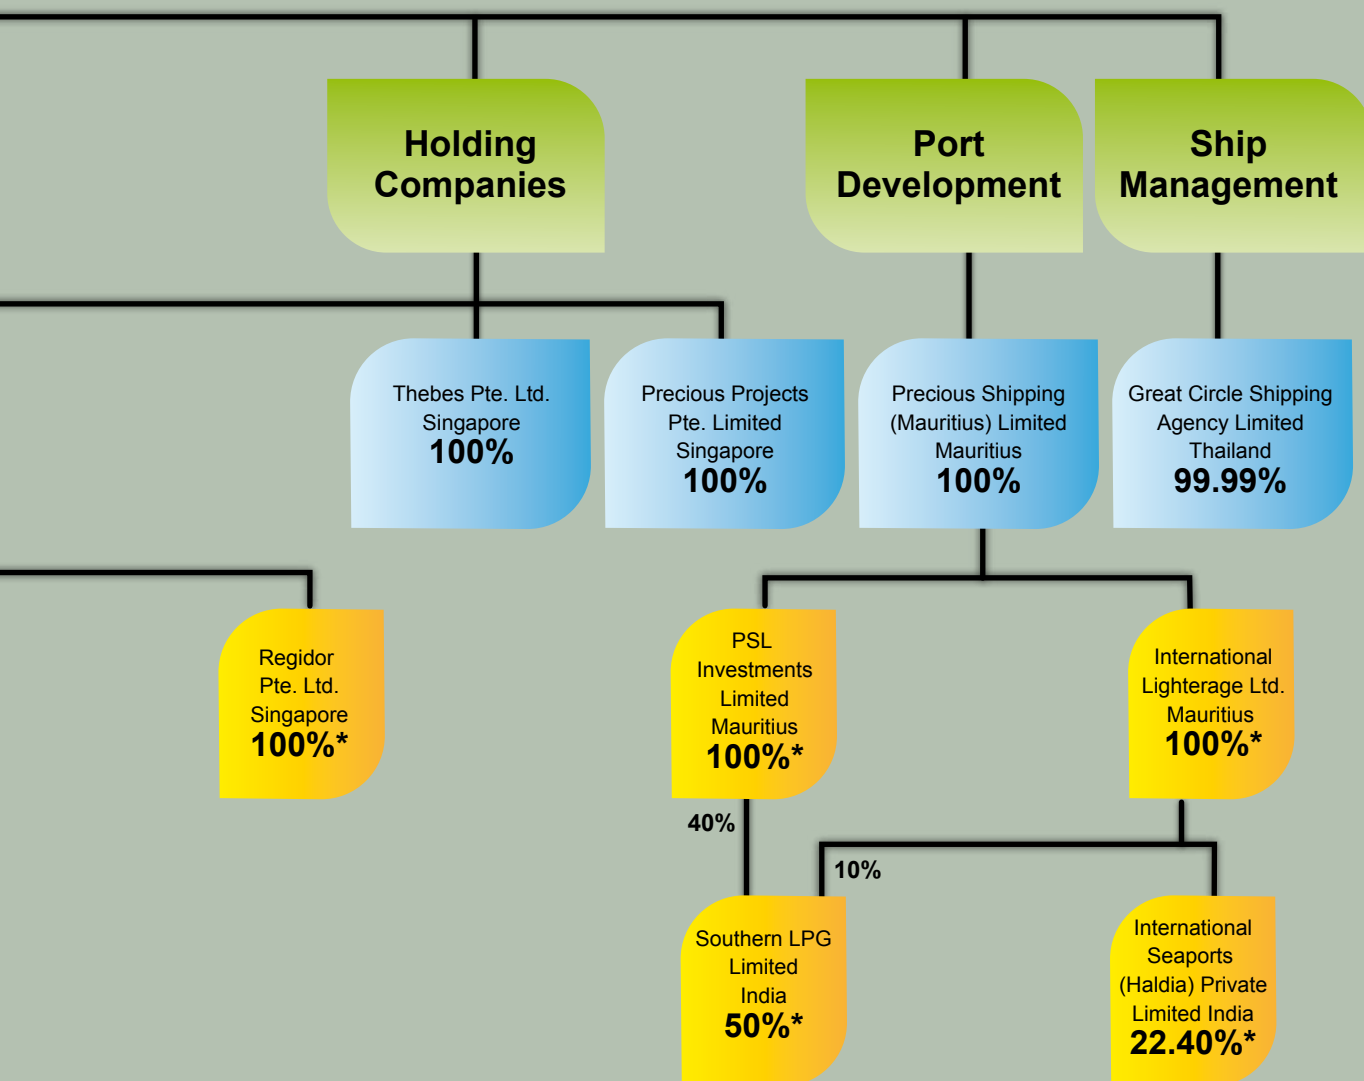 Holding
Companies
Port
Development
Ship
Management
Thebes Pte. Ltd.
Singapore
100%
Precious Projects
Pte. Limited
Singapore
100%
Precious Shipping
(Mauritius) Limited
Mauritius
100%
Great Circle Shipping
Agency Limited
Thailand
99.99%
Regidor
Pte. Ltd.
Singapore
100%*
PSL
Investments
Limited
Mauritius
100%*
International
Lighterage Ltd.
Mauritius
100%*
40%
10%
Southern LPG
Limited
India
50%*
International
Seaports
(Haldia) Private
Limited India
22.40%*